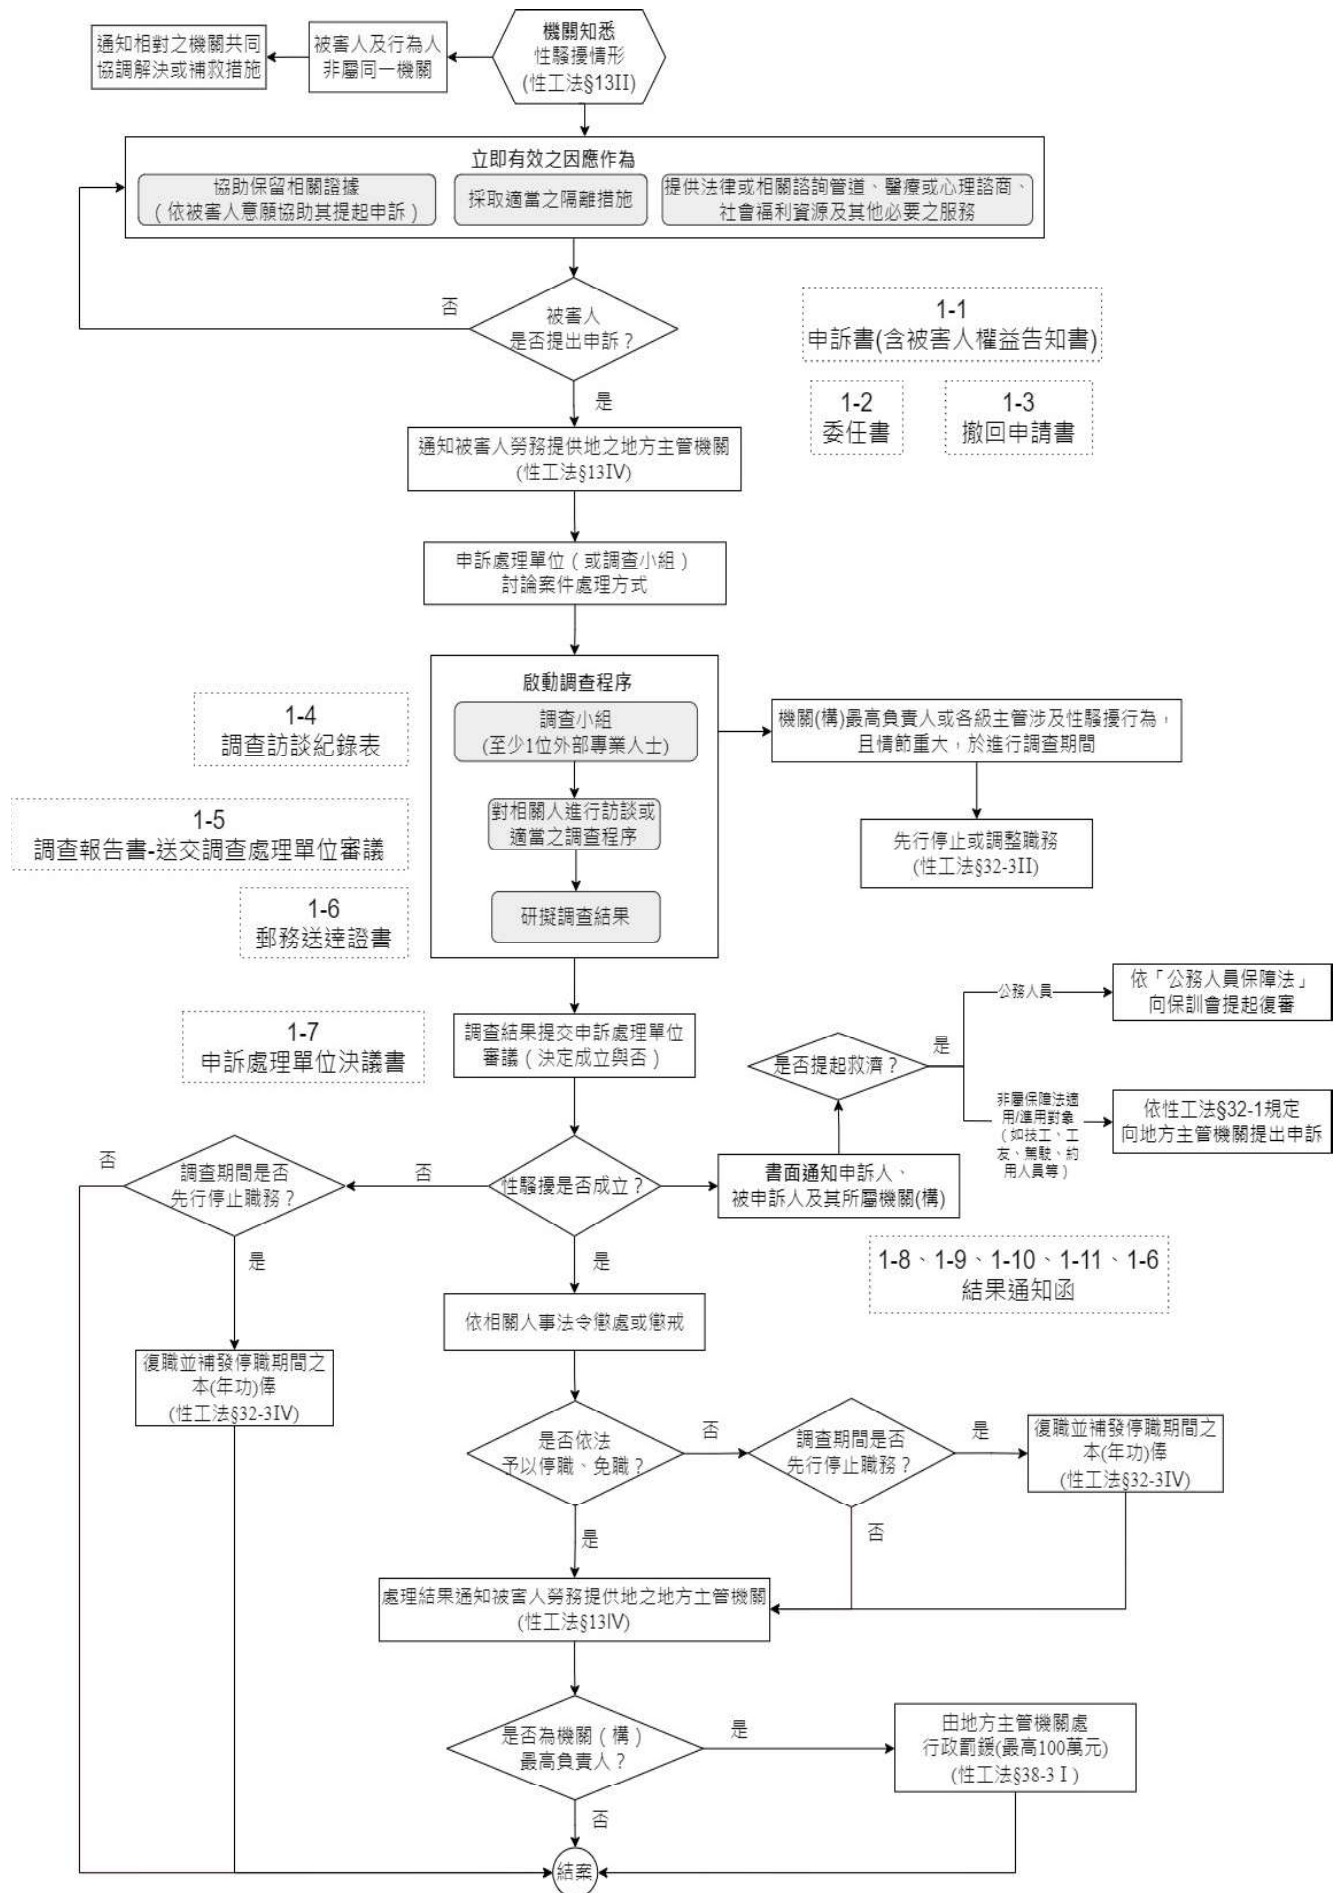 機關知悉
性騷擾情形
(性工法§13II)
被害人及行為人
非屬同一機關
通知相對之機關共同
協調解決或補救措施
立即有效之因應作為
協助保留相關證據
（依被害人意願協助其提起申訴）
採取適當之隔離措施
提供法律或相關諮詢管道、醫療或心理諮商、
社會福利資源及其他必要之服務
否
被害人
是否提出申訴？
是
1-1
申訴書(含被害人權益告知書)
1-2
委任書
1-3
撤回申請書
通知被害人勞務提供地之地方主管機關
(性工法§13IV)
申訴處理單位（或調查小組）
討論案件處理方式
啟動調查程序
調查小組
(至少1位外部專業人士)
對相關人進行訪談或
適當之調查程序
研擬調查結果
1-4
調查訪談紀錄表
1-5
調查報告書-送交調查處理單位審議
1-6
郵務送達證書
機關(構)最高負責人或各級主管涉及性騷擾行為，
且情節重大，於進行調查期間
先行停止或調整職務
(性工法§32-3II)
1-7
申訴處理單位決議書
調查結果提交申訴處理單位
審議（決定成立與否）
是否提起救濟？
是
公務人員
依「公務人員保障法」
向保訓會提起復審
非屬保障法適
用/準用對象
（如技工、工
友、駕駛、約
用人員等）
依性工法§32-1規定
向地方主管機關提出申訴
否
調查期間是否
先行停止職務？
否
性騷擾是否成立？
書面通知申訴人、
被申訴人及其所屬機關(構)
是
是
1-8、1-9、1-10、1-11、1-6
結果通知函
依相關人事法令懲處或懲戒
復職並補發停職期間之
本(年功)俸
(性工法§32-3IV)
是否依法
予以停職、免職？
否
調查期間是否
先行停止職務？
是
復職並補發停職期間之
本(年功)俸
(性工法§32-3IV)
是
否
處理結果通知被害人勞務提供地之地方主管機關
(性工法§13IV)
是否為機關（構）
最高負責人？
是
由地方主管機關處
行政罰鍰(最高100萬元)
(性工法§38-3 I )
否
結案